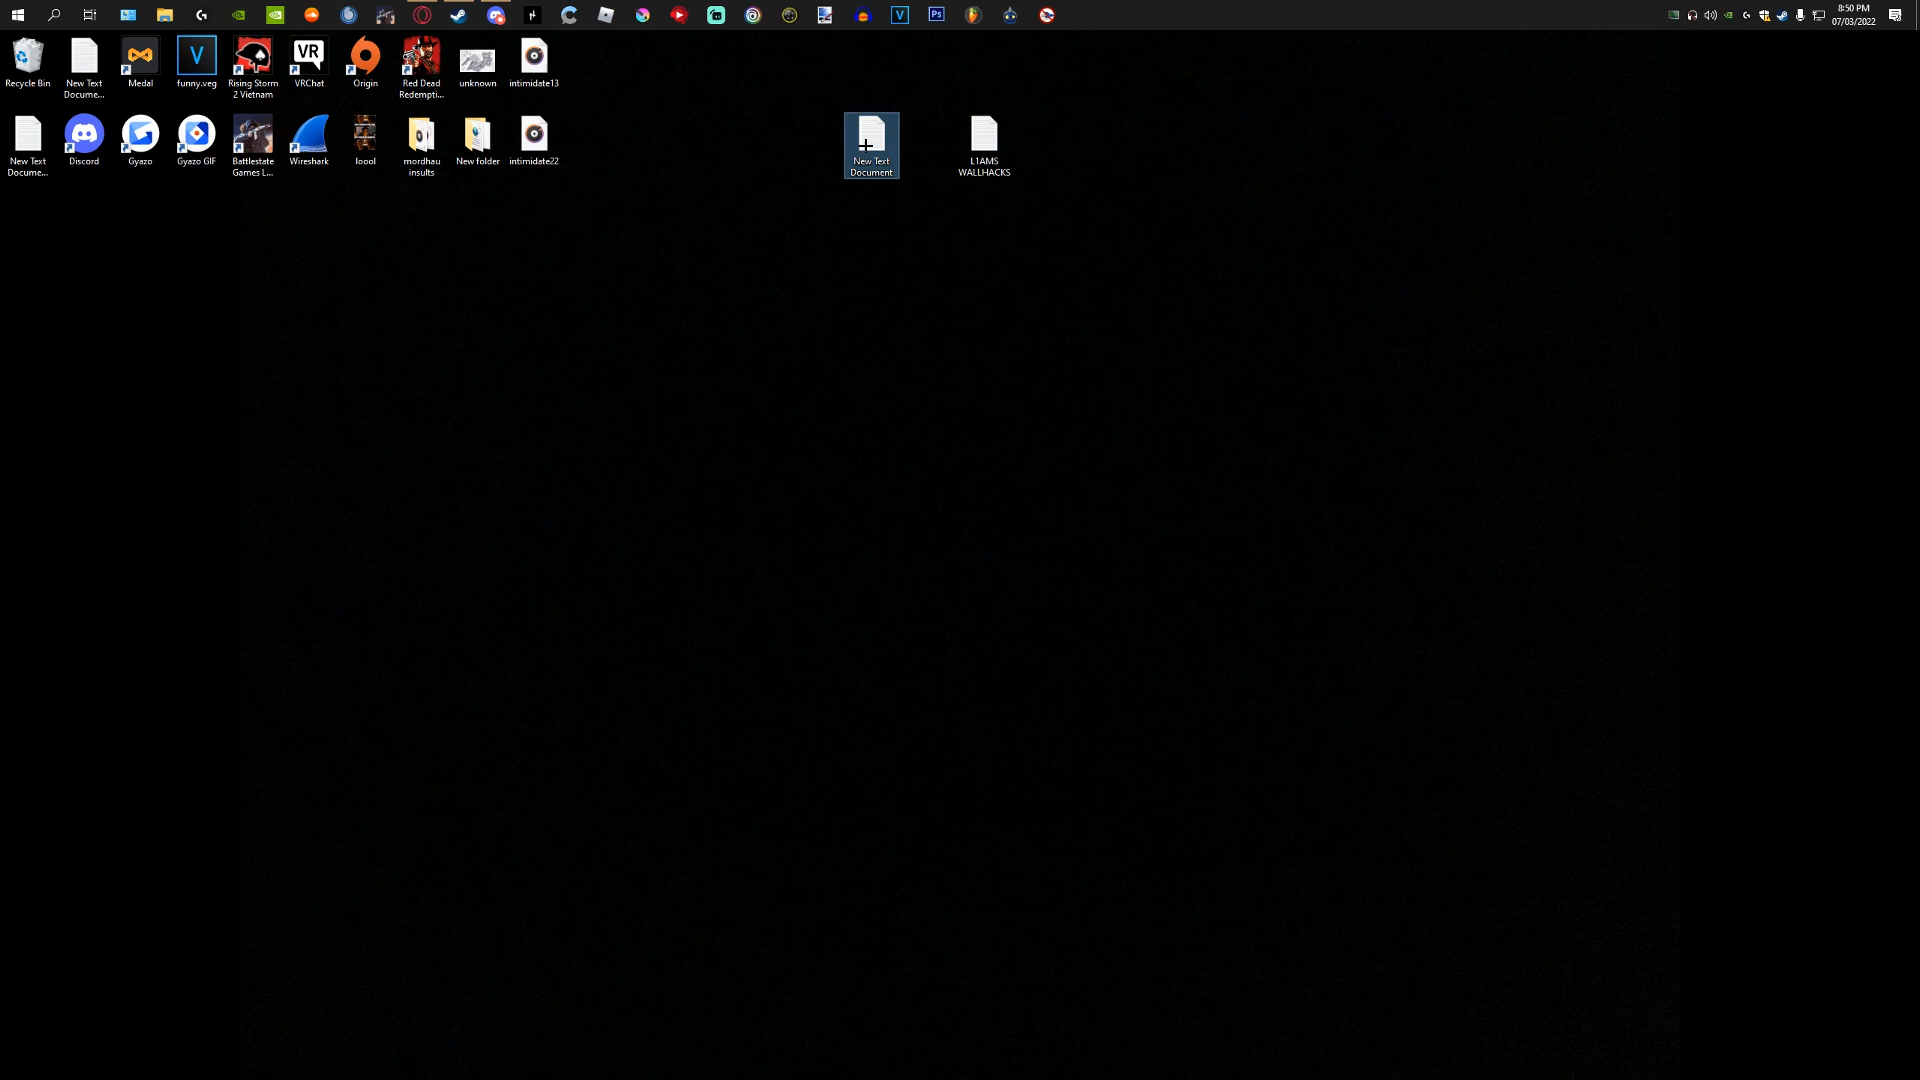 8:50 PM
07/03/2022
Ps
V
Recycle Bin
New Text
Docume...
Medal
V
funny.veg
Rising Storm
2 Vietnam
VR
VRChat
Origin
Red Dead
Redempti...
unknown
intimidate13
New Text
Docume...
Discord
Gyazo
Gyazo GIF
Battlestate
Games L...
Wireshark
loool
mordhau
insults
New folder
intimidate22
New Text
Document
L1AMS
WALLHACKS